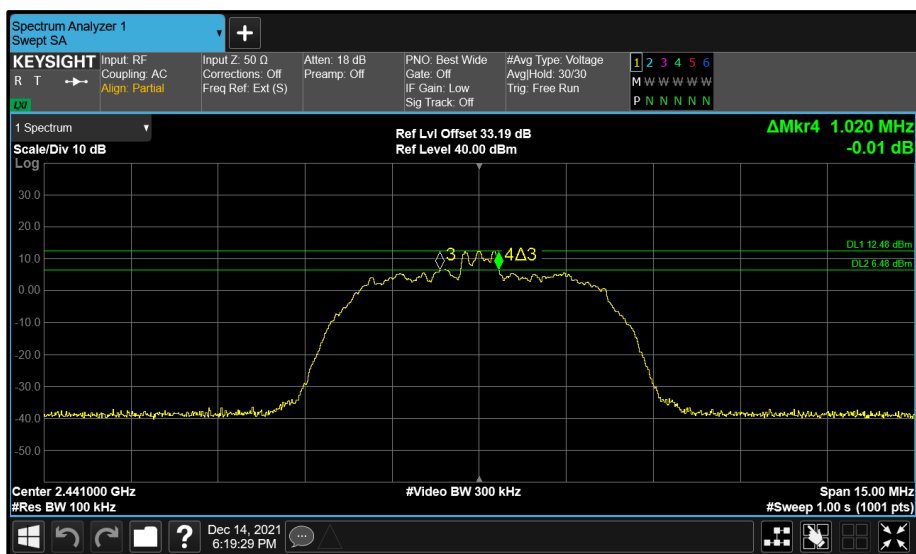 Spectrum Analyzer 1
Swept SA
+
KEYSIGHT
R T
LXI
Input: RF
Coupling: AC
Align: Partial
Input Z: 50 Ω
Corrections: Off
Freq Ref: Ext (S)
Atten: 18 dB
Preamp: Off
PNO: Best Wide
Gate: Off
IF Gain: Low
Sig Track: Off
#Avg Type: Voltage
Avg|Hold: 30/30
Trig: Free Run
1 2 3 4 5 6
M W W W W W
P N N N N N
1 Spectrum
Scale/Div 10 dB
Log
Ref Lvl Offset 33.19 dB
Ref Level 40.00 dBm
ΔMkr4 1.020 MHz
-0.01 dB
30.0
20.0
10.0
0.00
-10.0
-20.0
-30.0
-40.0
-50.0
3
4Δ3
DL1 12.48 dBm
DL2 6.48 dBm
Center 2.441000 GHz
#Res BW 100 kHz
#Video BW 300 kHz
Span 15.00 MHz
#Sweep 1.00 s (1001 pts)
?
Dec 14, 2021
6:19:29 PM